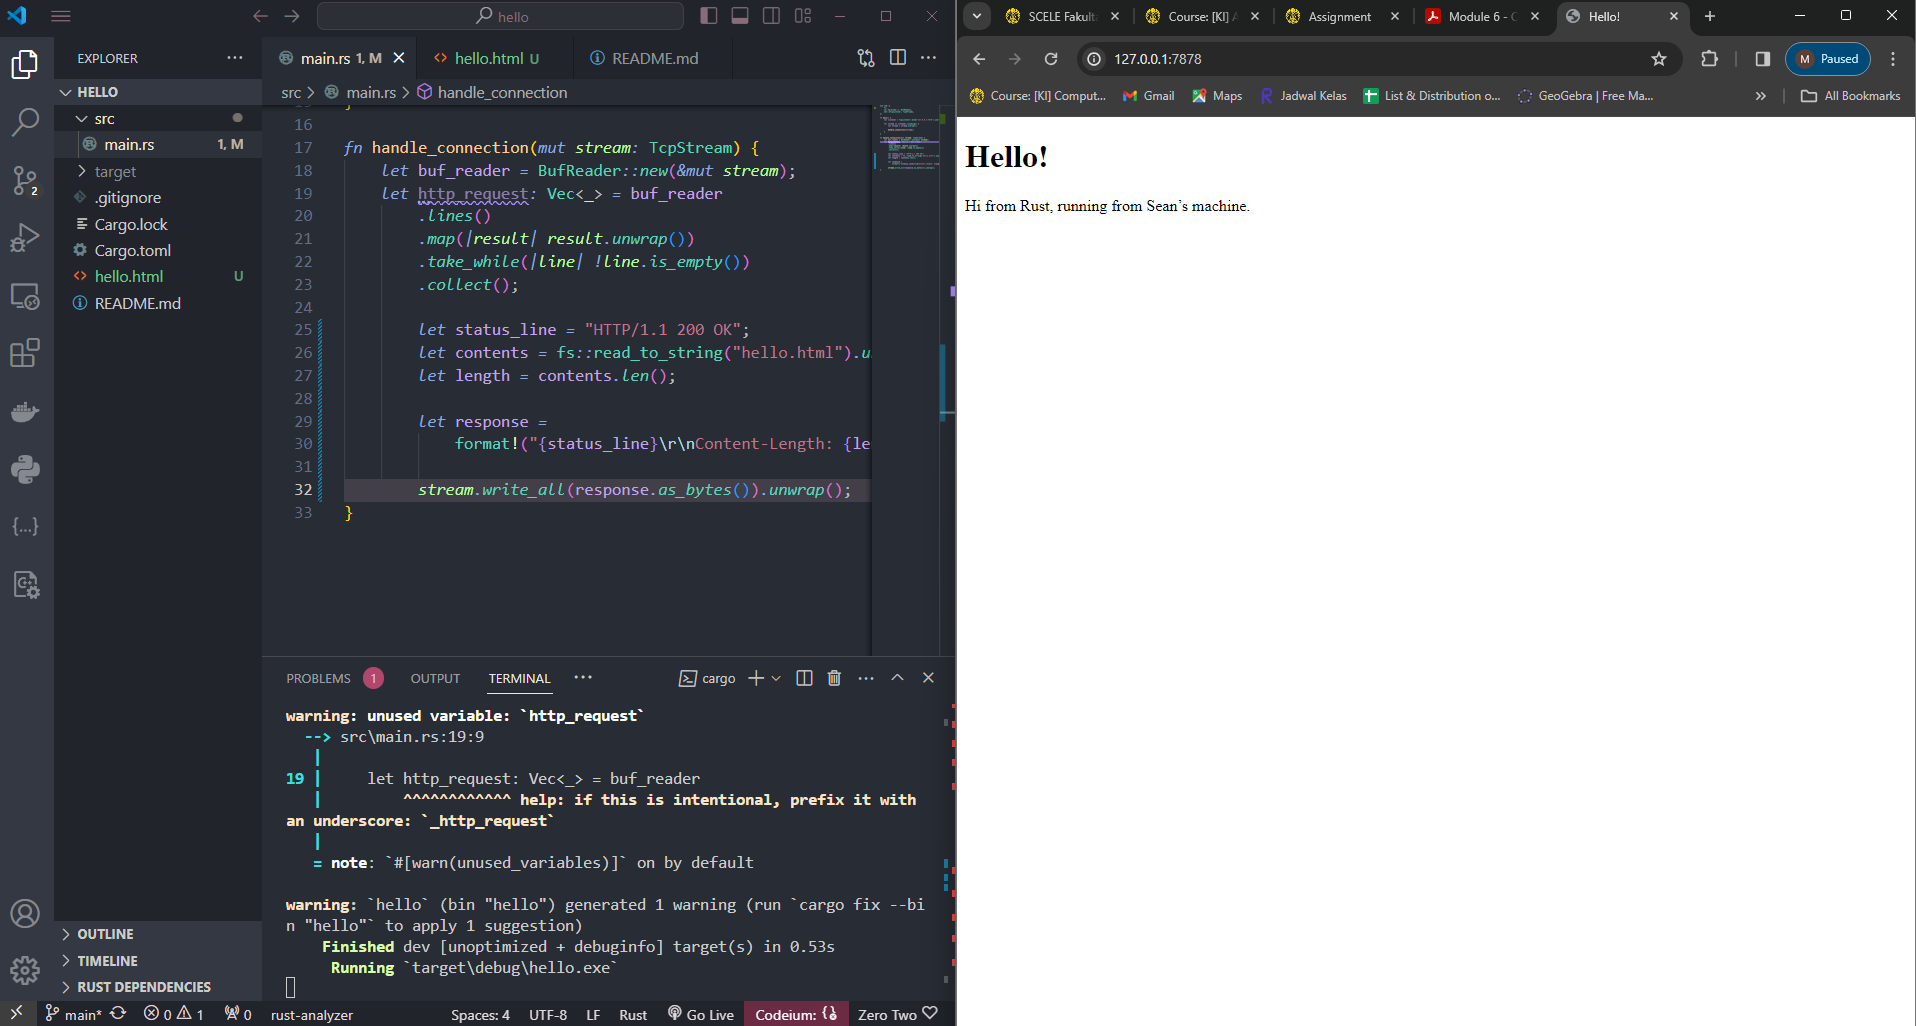 hello
EXPLORER
HELLO
src
main.rs 1, M
target
.gitignore
Cargo.lock
Cargo.toml
hello.html U
README.md
OUTLINE
TIMELINE
RUST DEPENDENCIES
2
main.rs 1, M
hello.html U
README.md
src > main.rs > handle_connection
16
17 fn handle_connection(mut stream: TcpStream) {
18 let buf_reader = BufReader::new(&mut stream);
19 let http_request: Vec<_> = buf_reader
20 .lines()
21 .map(|result| result.unwrap())
22 .take_while(|line| !line.is_empty())
23 .collect();
24
25 let status_line = "HTTP/1.1 200 OK";
26 let contents = fs::read_to_string("hello.html").u
27 let length = contents.len();
28
29 let response =
30 format!("{status_line}\r\nContent-Length: {le
31
32 stream.write_all(response.as_bytes()).unwrap();
33 }
PROBLEMS 1 OUTPUT TERMINAL
cargo
warning: unused variable: `http_request`
--> src\main.rs:19:9
|
19 | let http_request: Vec<_> = buf_reader
| ^^^^^^^^^^^^ help: if this is intentional, prefix it with
an underscore: `_http_request`
|
= note: `#[warn(unused_variables)]` on by default
warning: `hello` (bin "hello") generated 1 warning (run `cargo fix --bi
n "hello"` to apply 1 suggestion)
Finished dev [unoptimized + debuginfo] target(s) in 0.53s
Running `target\debug\hello.exe`
main* 0 1 0 rust-analyzer Spaces: 4 UTF-8 LF Rust Go Live Codeium: {} Zero Two
SCELE Fakult
Course: [KI] A
Assignment
Module 6 - C
Hello!
127.0.0.1:7878
M Paused
Course: [KI] Comput...
Gmail
Maps
Jadwal Kelas
List & Distribution o...
GeoGebra | Free Ma...
All Bookmarks
Hello!
Hi from Rust, running from Sean’s machine.